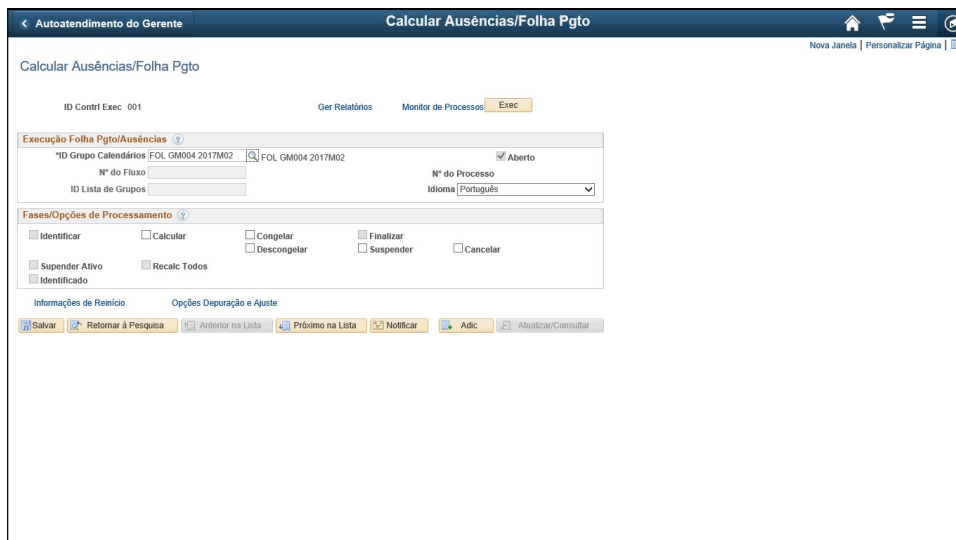 Autoatendimento do Gerente Calcular Ausências/Folha Pgto
Nova Janela | Personalizar Página |
Calcular Ausências/Folha Pgto
ID Contrl Exec 001 Ger Relatórios Monitor de Processos Exec
Execução Folha Pgto/Ausências
*ID Grupo Calendários FOL GM004 2017M02 FOL GM004 2017M02 Aberto
Nº do Fluxo Nº do Processo
ID Lista de Grupos Idioma Português
Fases/Opções de Processamento
Identificar Calcular Congelar Finalizar
Descongelar Suspender Cancelar
Supender Ativo Recalc Todos
Identificado
Informações de Reinício Opções Depuração e Ajuste
Salvar Retornar à Pesquisa Anterior na Lista Próximo na Lista Notificar Adic Atualizar/Consultar